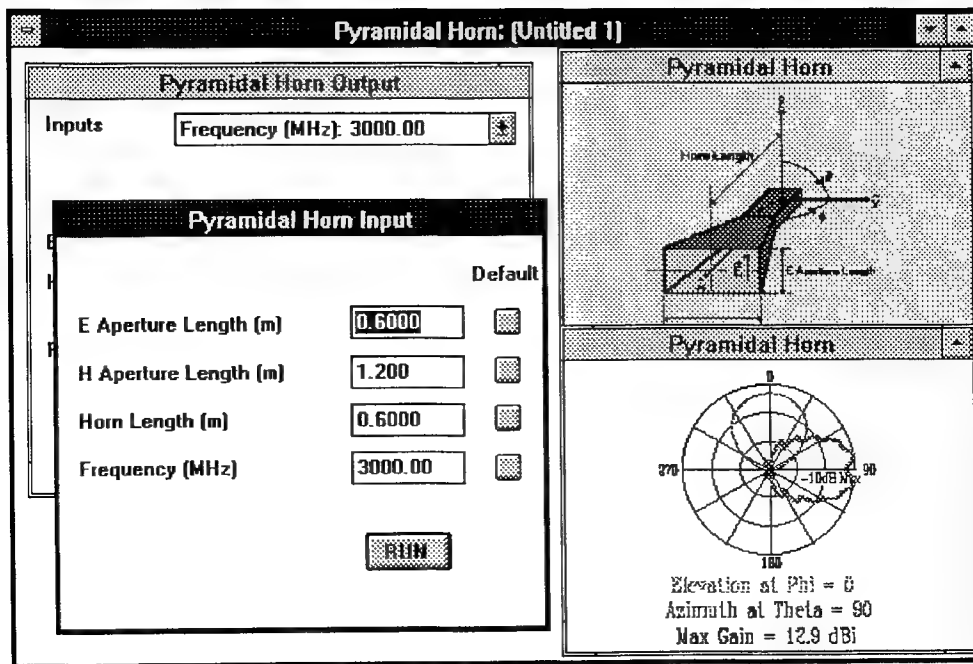 Pyramidal Horn: (Untitled 1)
Pyramidal Horn Output
Inputs
Frequency (MHz): 3000.00
Pyramidal Horn Input
Default
E Aperture Length (m)
0.6000
H Aperture Length (m)
1.200
Horn Length (m)
0.6000
Frequency (MHz)
3000.00
RUN
Pyramidal Horn
Horn Length
E Aperture Length
Pyramidal Horn
0
270
-10dB Max
90
180
Elevation at Phi = 0
Azimuth at Theta = 90
Max Gain = 12.9 dBi